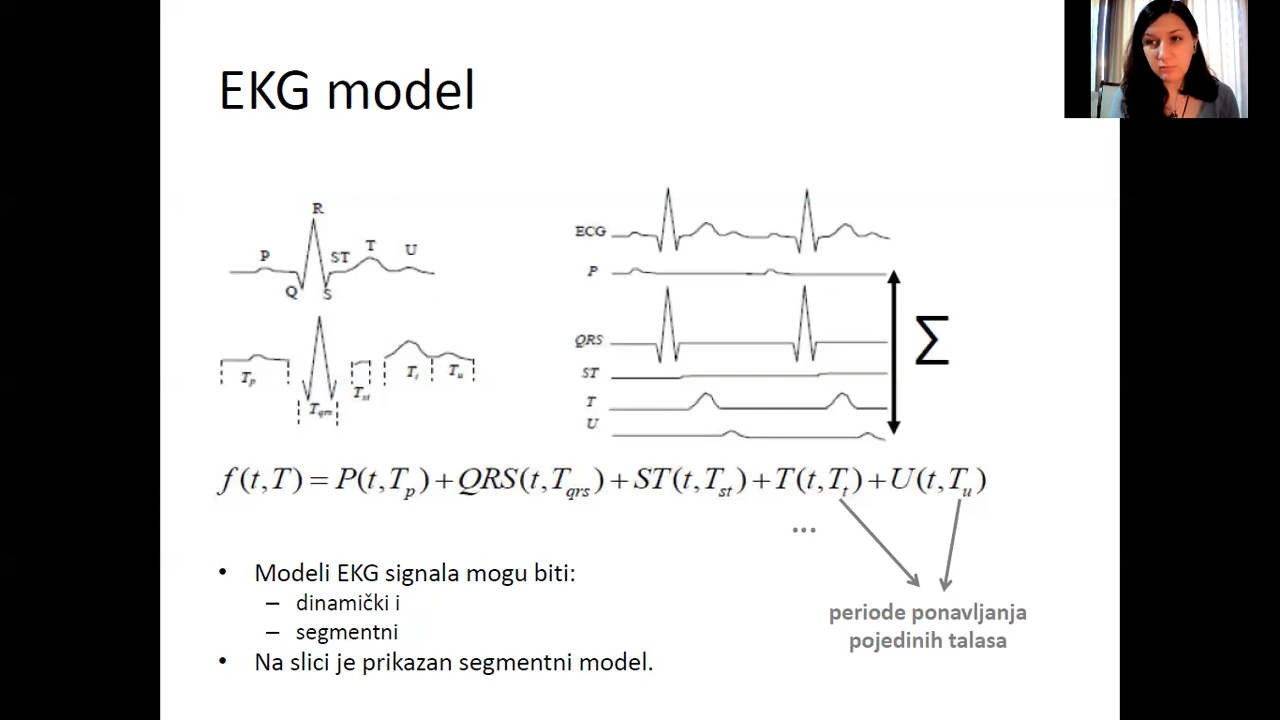 EKG model
R
P
ST
T
U
Q
S
T_p
T_qrs
T_st
T_t
T_u
ECG
P
QRS
ST
T
U
Σ
f(t,T) = P(t,T_p) + QRS(t,T_qrs) + ST(t,T_st) + T(t,T_t) + U(t,T_u)
...
• Modeli EKG signala mogu biti:
– dinamički i
– segmentni
• Na slici je prikazan segmentni model.
periode ponavljanja
pojedinih talasa